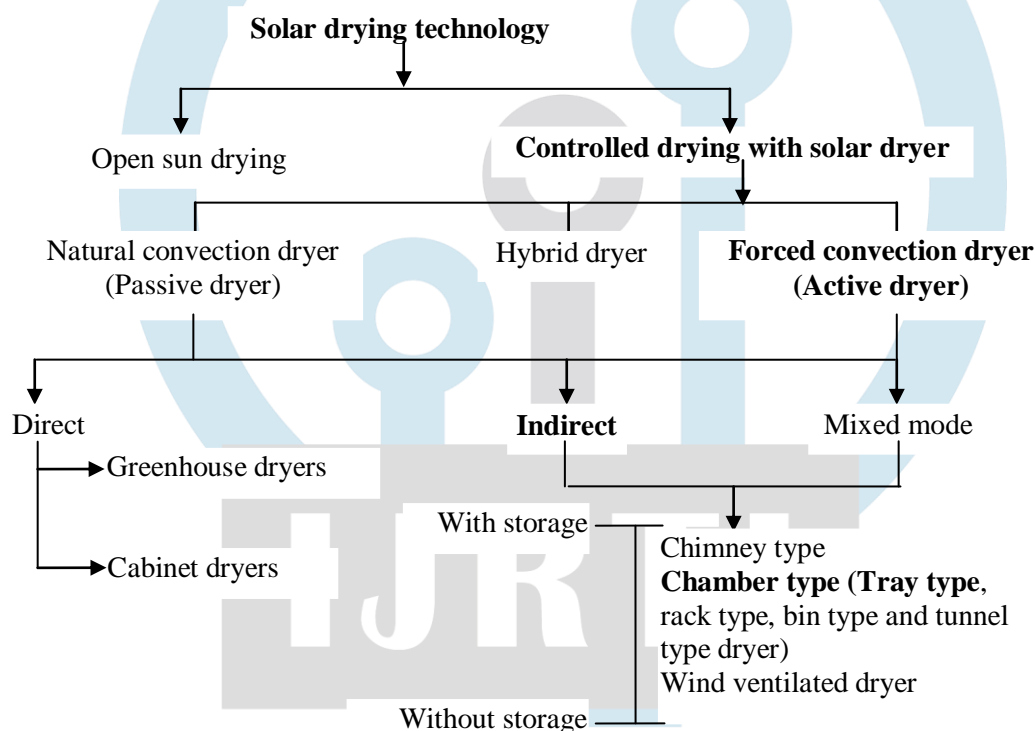 Solar drying technology
Open sun drying
Controlled drying with solar dryer
Natural convection dryer
(Passive dryer)
Hybrid dryer
Forced convection dryer
(Active dryer)
Direct
Indirect
Mixed mode
Greenhouse dryers
Cabinet dryers
With storage
Without storage
Chimney type
Chamber type (Tray type,
rack type, bin type and tunnel
type dryer)
Wind ventilated dryer